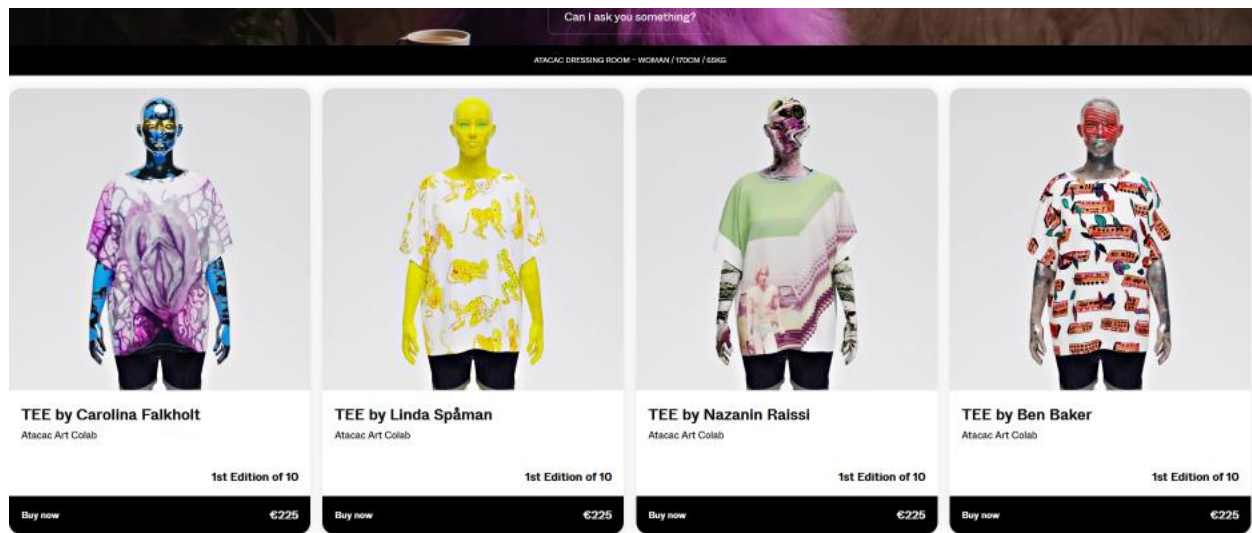 Can I ask you something?
ATACAC DRESSING ROOM – WOMAN / 170CM / 65KG
TEE by Carolina Falkholt
Atacac Art Colab
1st Edition of 10
Buy now €225
TEE by Linda Spåman
Atacac Art Colab
1st Edition of 10
Buy now €225
TEE by Nazanin Raissi
Atacac Art Colab
1st Edition of 10
Buy now €225
TEE by Ben Baker
Atacac Art Colab
1st Edition of 10
Buy now €225